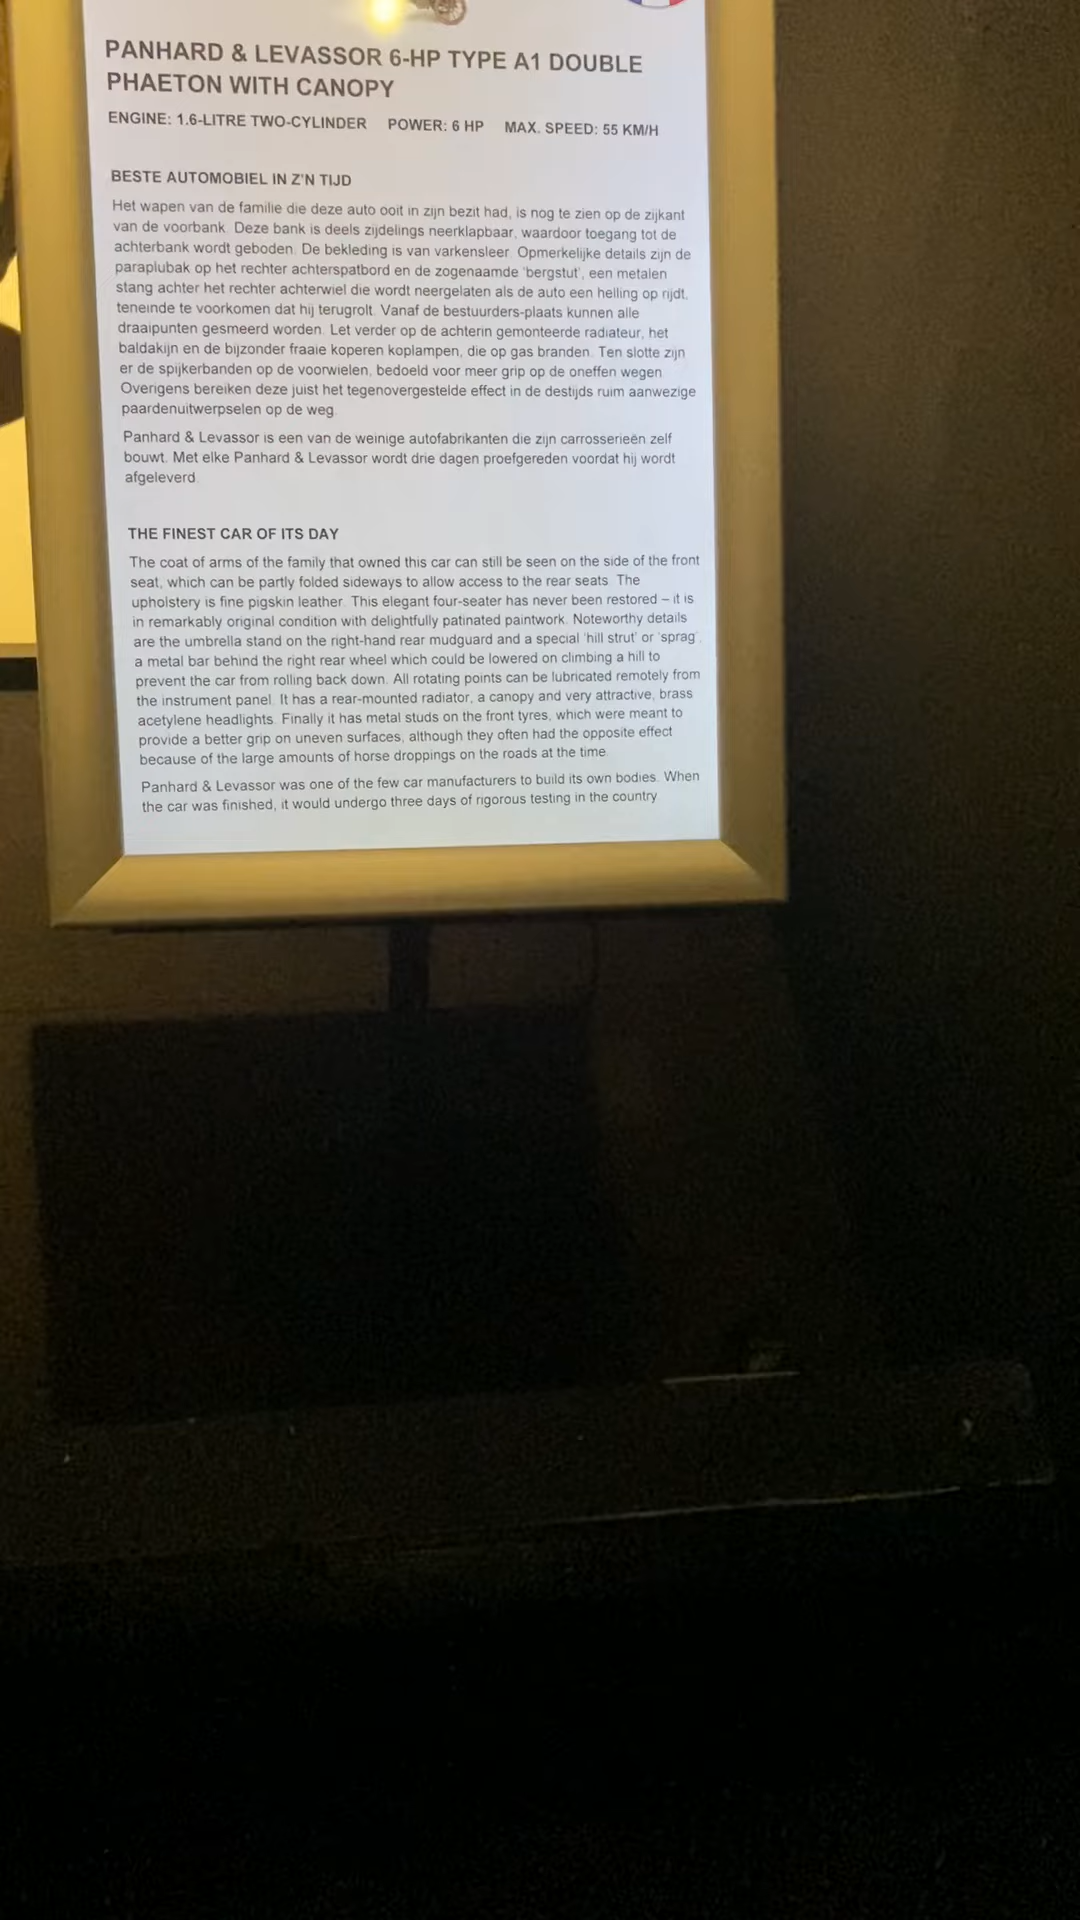 PANHARD & LEVASSOR 6-HP TYPE A1 DOUBLE
PHAETON WITH CANOPY
ENGINE: 1.6-LITRE TWO-CYLINDER POWER: 6 HP MAX. SPEED: 55 KM/H
BESTE AUTOMOBIEL IN Z'N TIJD
Het wapen van de familie die deze auto ooit in zijn bezit had, is nog te zien op de zijkant
van de voorbank. Deze bank is deels zijdelings neerklapbaar, waardoor toegang tot de
achterbank wordt geboden. De bekleding is van varkensleer. Opmerkelijke details zijn de
paraplubak op het rechter achterspatbord en de zogenaamde 'bergstut', een metalen
stang achter het rechter achterwiel die wordt neergelaten als de auto een helling op rijdt,
teneinde te voorkomen dat hij terugrolt. Vanaf de bestuurders-plaats kunnen alle
draaipunten gesmeerd worden. Let verder op de achterin gemonteerde radiateur, het
baldakijn en de bijzonder fraaie koperen koplampen, die op gas branden. Ten slotte zijn
er de spijkerbanden op de voorwielen, bedoeld voor meer grip op de oneffen wegen.
Overigens bereiken deze juist het tegenovergestelde effect in de destijds ruim aanwezige
paardenuitwerpselen op de weg.
Panhard & Levassor is een van de weinige autofabrikanten die zijn carrosserieën zelf
bouwt. Met elke Panhard & Levassor wordt drie dagen proefgereden voordat hij wordt
afgeleverd.
THE FINEST CAR OF ITS DAY
The coat of arms of the family that owned this car can still be seen on the side of the front
seat, which can be partly folded sideways to allow access to the rear seats. The
upholstery is fine pigskin leather. This elegant four-seater has never been restored – it is
in remarkably original condition with delightfully patinated paintwork. Noteworthy details
are the umbrella stand on the right-hand rear mudguard and a special 'hill strut' or 'sprag',
a metal bar behind the right rear wheel which could be lowered on climbing a hill to
prevent the car from rolling back down. All rotating points can be lubricated remotely from
the instrument panel. It has a rear-mounted radiator, a canopy and very attractive, brass
acetylene headlights. Finally it has metal studs on the front tyres, which were meant to
provide a better grip on uneven surfaces, although they often had the opposite effect
because of the large amounts of horse droppings on the roads at the time.
Panhard & Levassor was one of the few car manufacturers to build its own bodies. When
the car was finished, it would undergo three days of rigorous testing in the country